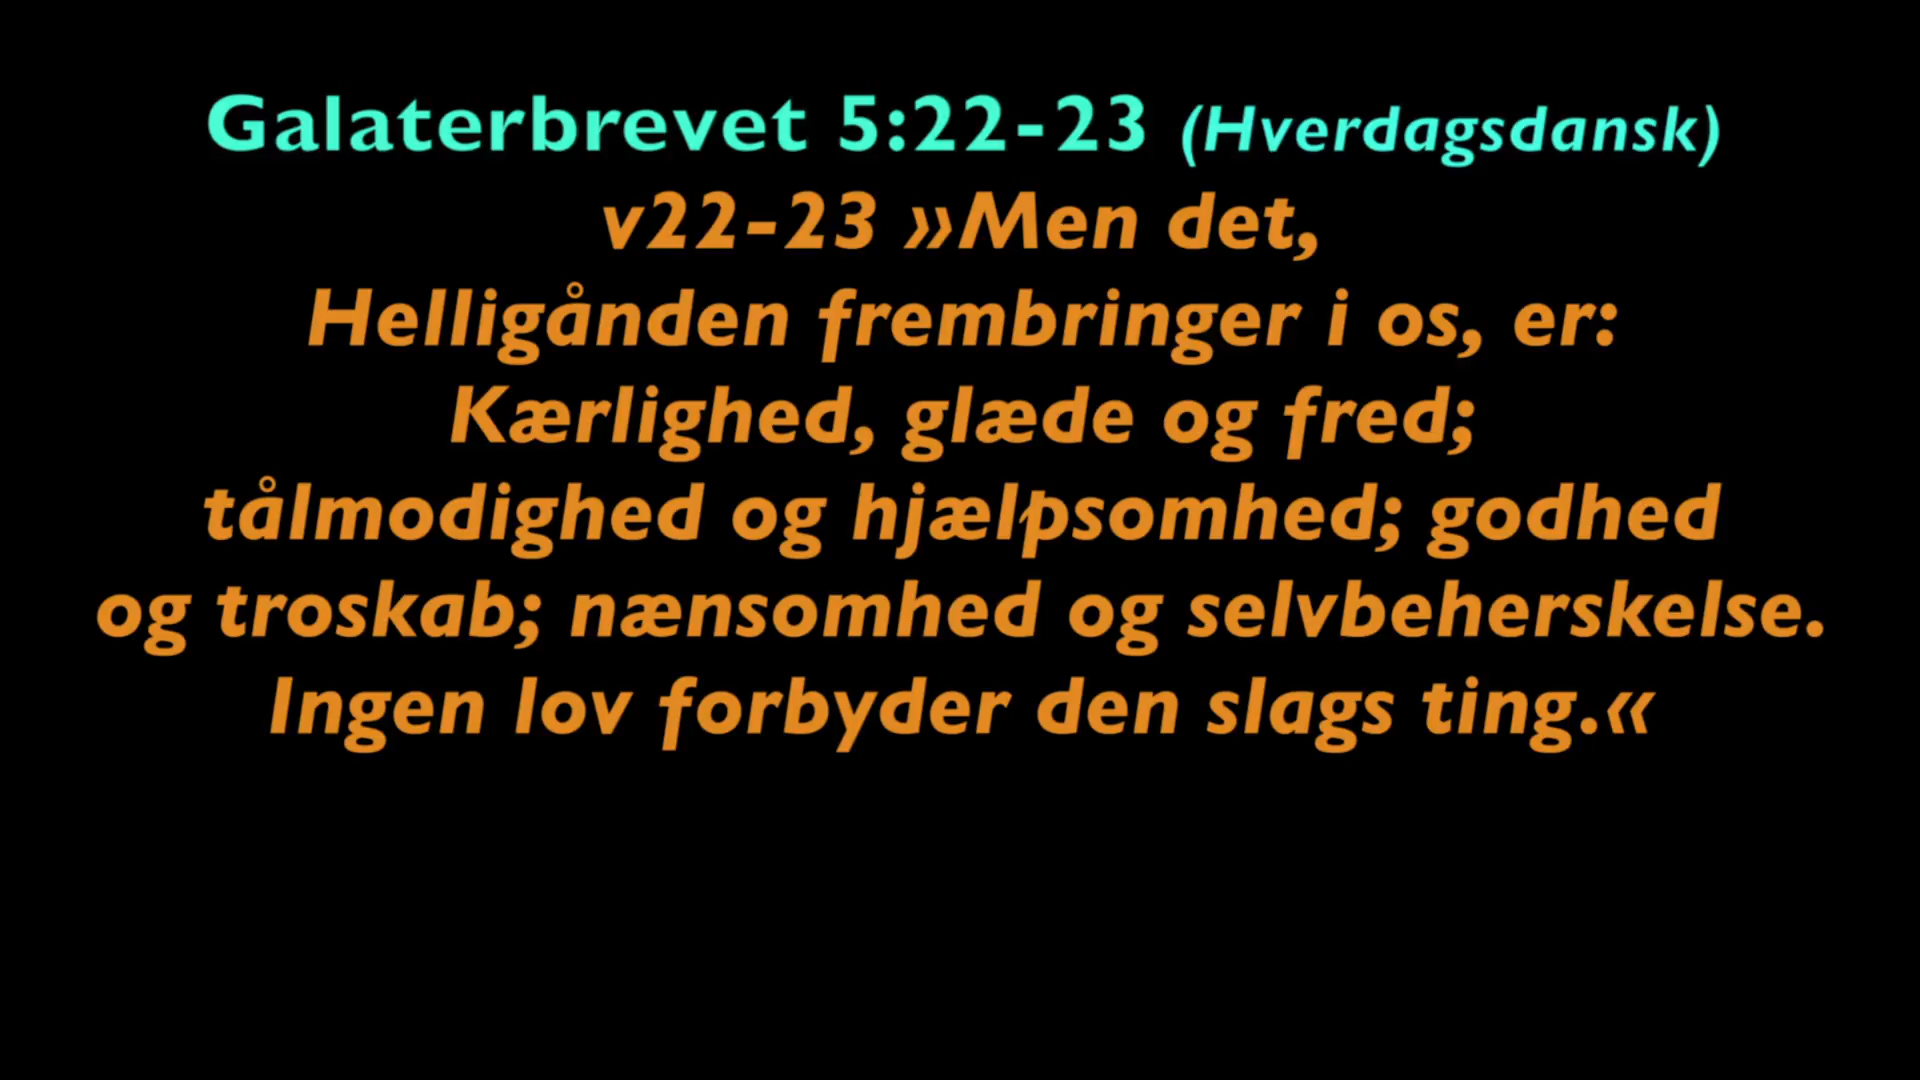 Galaterbrevet 5:22-23 (Hverdagsdansk)
v22-23 »Men det,
Helligånden frembringer i os, er:
Kærlighed, glæde og fred;
tålmodighed og hjælpsomhed; godhed
og troskab; nænsomhed og selvbeherskelse.
Ingen lov forbyder den slags ting.«